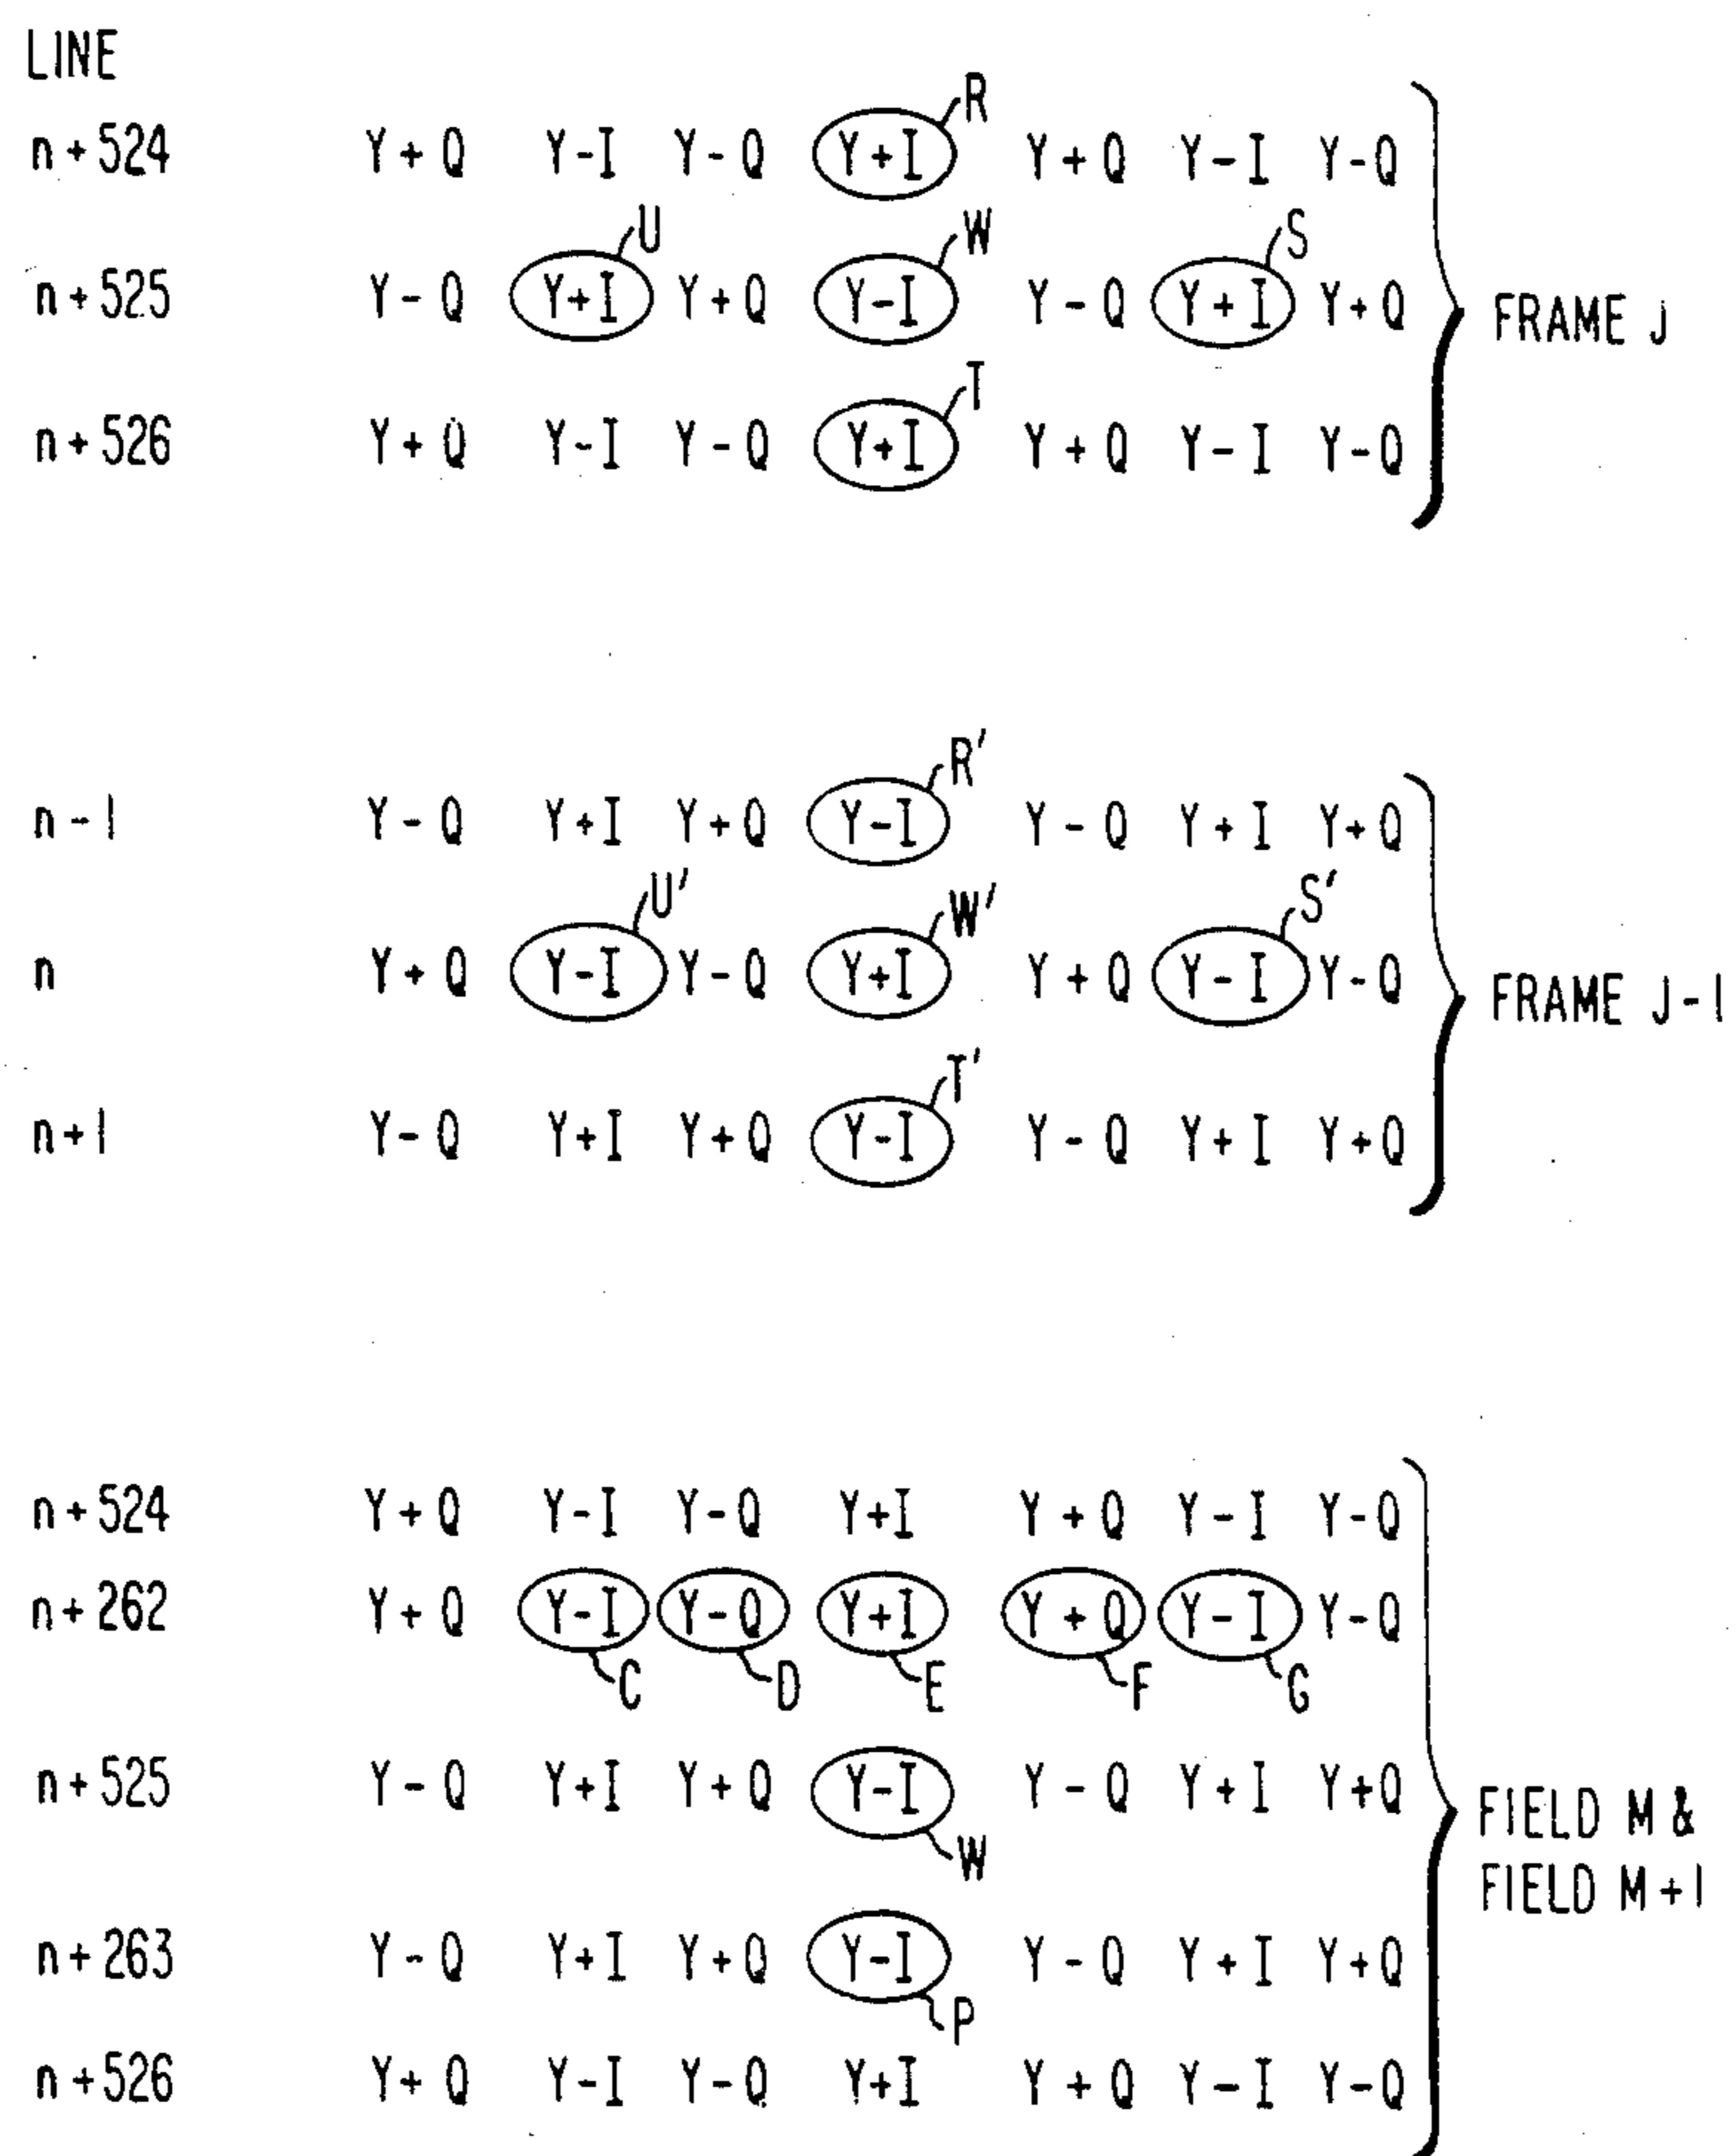 LINE
R
n+524 Y+Q Y-I Y-Q Y+I Y+Q Y-I Y-Q
U W S
n+525 Y-Q Y+I Y+Q Y-I Y-Q Y+I Y+Q
FRAME J
T
n+526 Y+Q Y-I Y-Q Y+I Y+Q Y-I Y-Q
R'
n-1 Y-Q Y+I Y+Q Y-I Y-Q Y+I Y+Q
U' W' S'
n Y+Q Y-I Y-Q Y+I Y+Q Y-I Y-Q
FRAME J-1
T'
n+1 Y-Q Y+I Y+Q Y-I Y-Q Y+I Y+Q
n+524 Y+Q Y-I Y-Q Y+I Y+Q Y-I Y-Q
n+262 Y+Q Y-I Y-Q Y+I Y+Q Y-I Y-Q
C D E F G
n+525 Y-Q Y+I Y+Q Y-I Y-Q Y+I Y+Q
W
FIELD M &
FIELD M+1
n+263 Y-Q Y+I Y+Q Y-I Y-Q Y+I Y+Q
P
n+526 Y+Q Y-I Y-Q Y+I Y+Q Y-I Y-Q